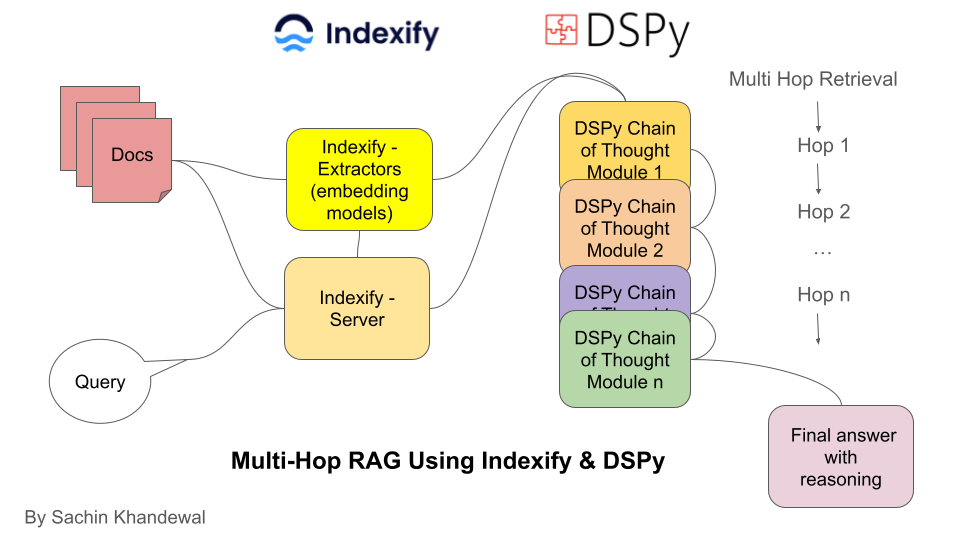 Indexify
DSPy
Multi Hop Retrieval
Docs
Indexify -
Extractors
(embedding
models)
DSPy Chain
of Thought
Module 1
Hop 1
DSPy Chain
of Thought
Module 2
Hop 2
...
Indexify -
Server
DSPy Chain
of Thought
Hop n
DSPy Chain
of Thought
Module n
Query
Final answer
with
reasoning
Multi-Hop RAG Using Indexify & DSPy
By Sachin Khandewal